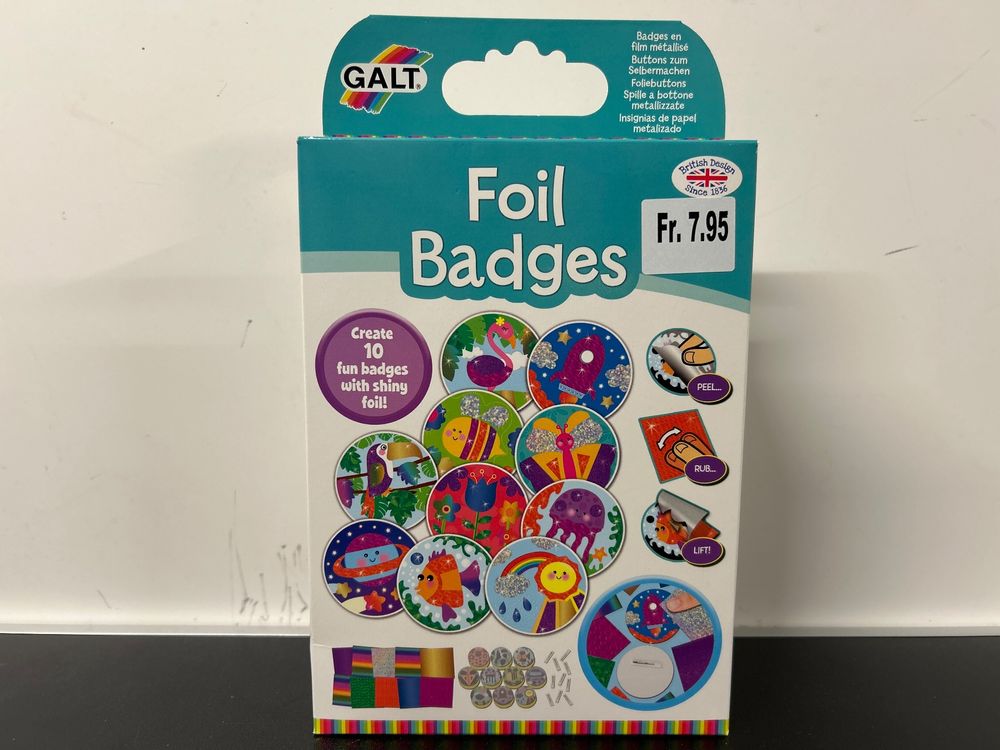 GALT®
Badges en
film métallisé
Buttons zum
Selbermachen
Foliebuttons
Spille a bottone
metallizzate
Insignias de papel
metalizado
British Design
Since 1836
Foil
Badges
Fr. 7.95
Create
10
fun badges
with shiny
foil!
PEEL...
RUB...
LIFT!